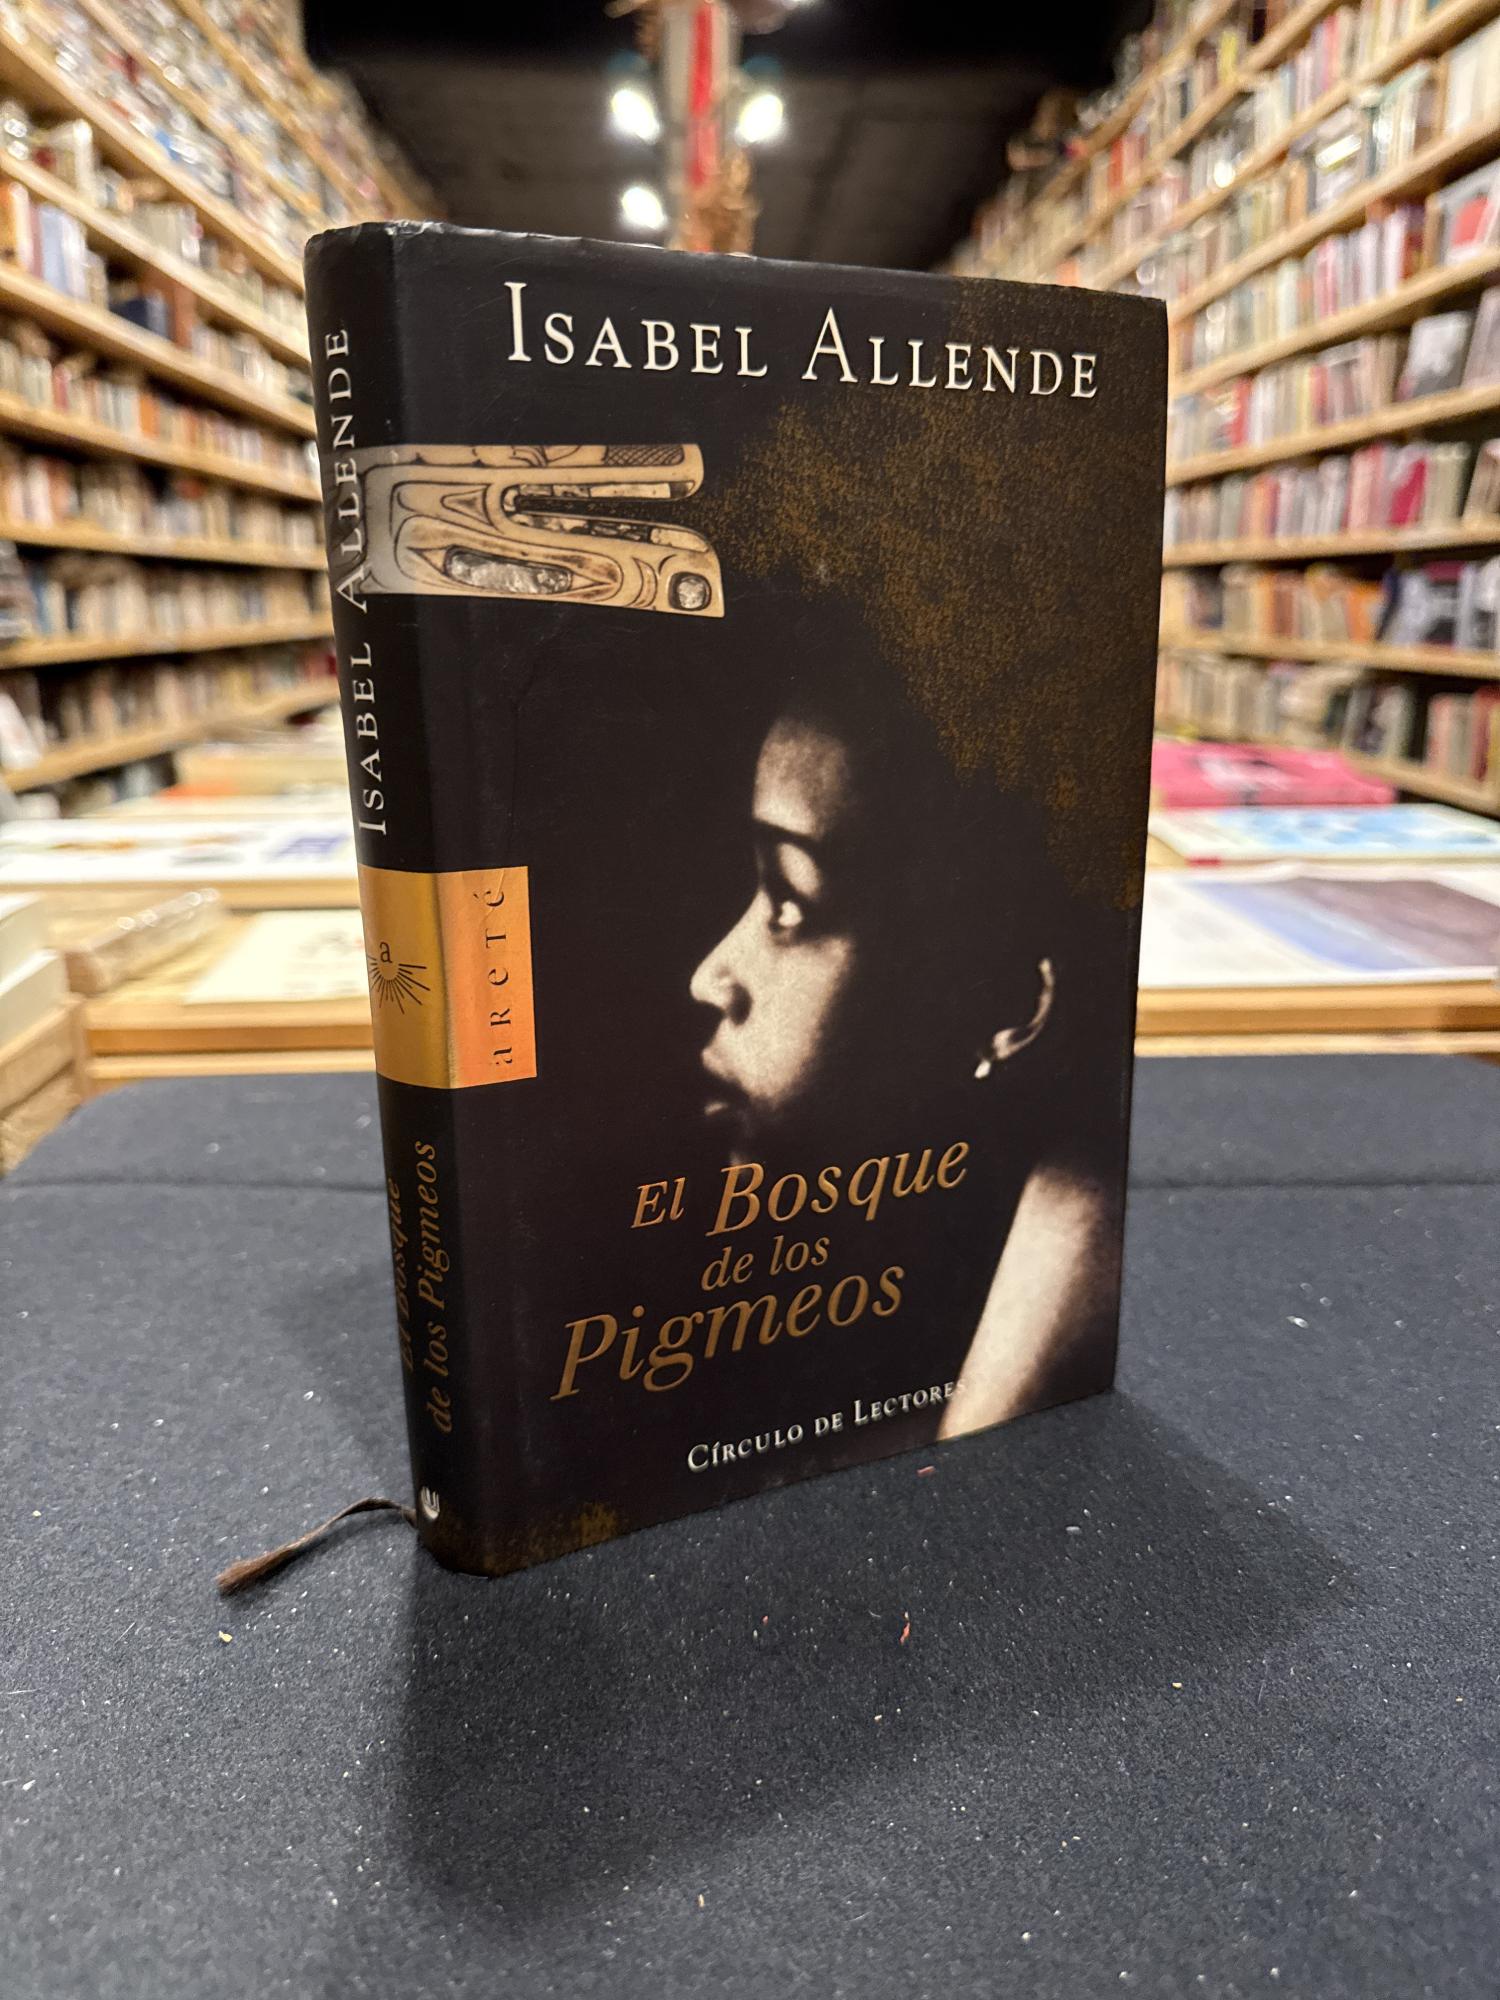 ISABEL ALLENDE
El Bosque
de los
Pigmeos
CÍRCULO DE LECTORES
areté
ISABEL ALLENDE
a
El Bosque
de los Pigmeos